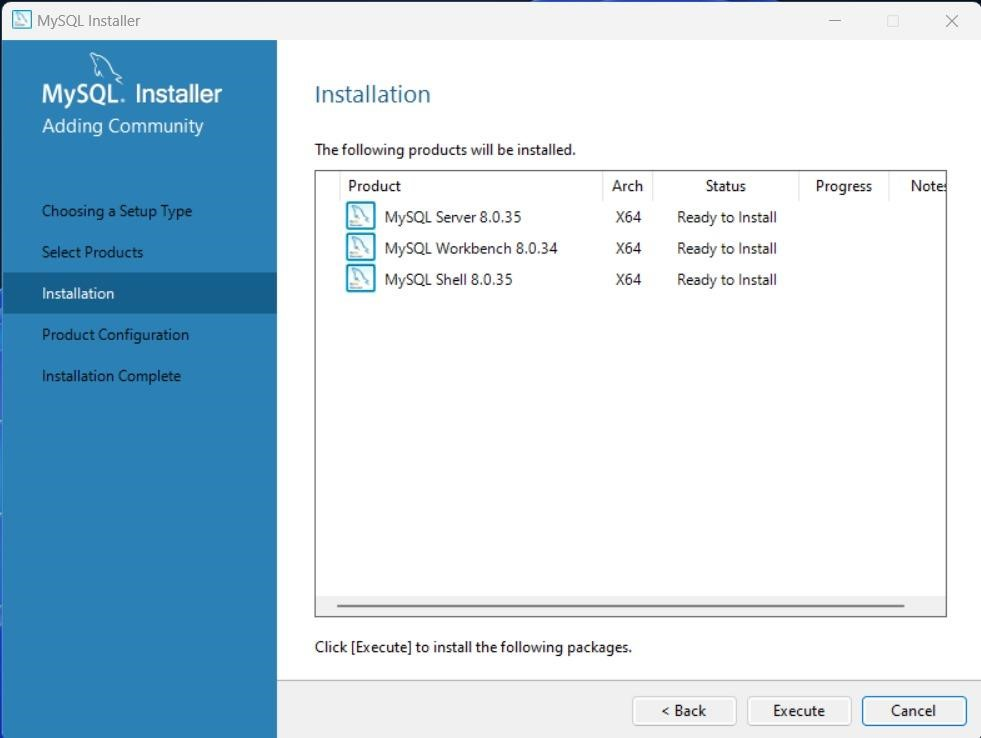 MySQL Installer
MySQL. Installer
Adding Community
Choosing a Setup Type
Select Products
Installation
Product Configuration
Installation Complete
Installation
The following products will be installed.
Product Arch Status Progress Notes
MySQL Server 8.0.35 X64 Ready to Install
MySQL Workbench 8.0.34 X64 Ready to Install
MySQL Shell 8.0.35 X64 Ready to Install
Click [Execute] to install the following packages.
< Back Execute Cancel